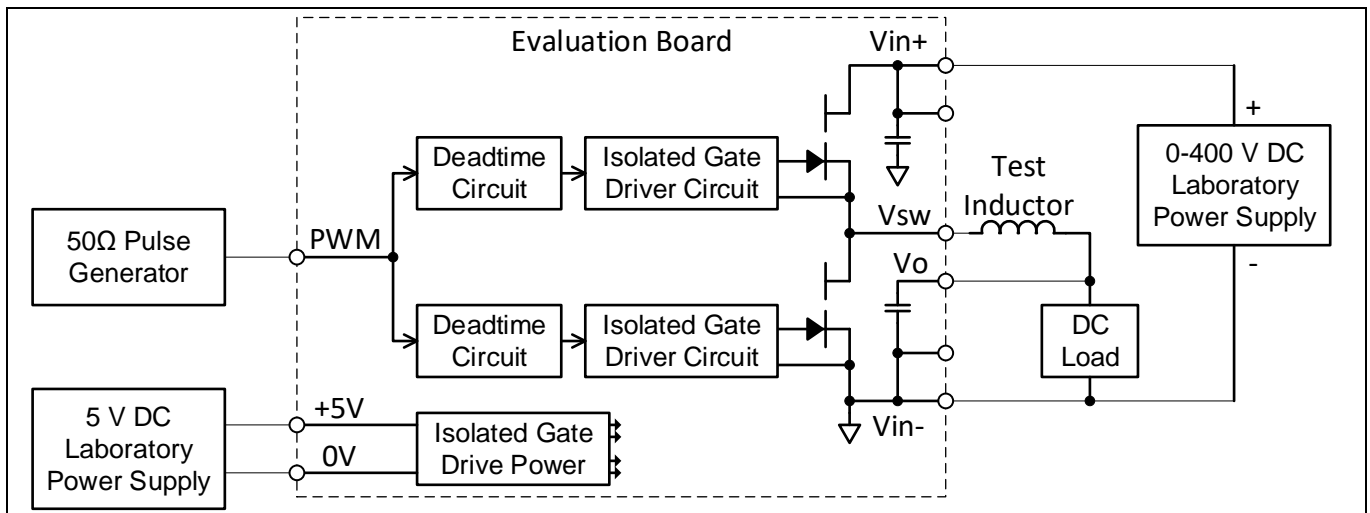 Evaluation Board
Vin+
+
Deadtime
Circuit
Isolated Gate
Driver Circuit
Test
Inductor
0-400 V DC
Laboratory
Power Supply
50Ω Pulse
Generator
PWM
Vsw
Vo
-
Deadtime
Circuit
Isolated Gate
Driver Circuit
DC
Load
5 V DC
Laboratory
Power Supply
+5V
0V
Isolated Gate
Drive Power
Vin-